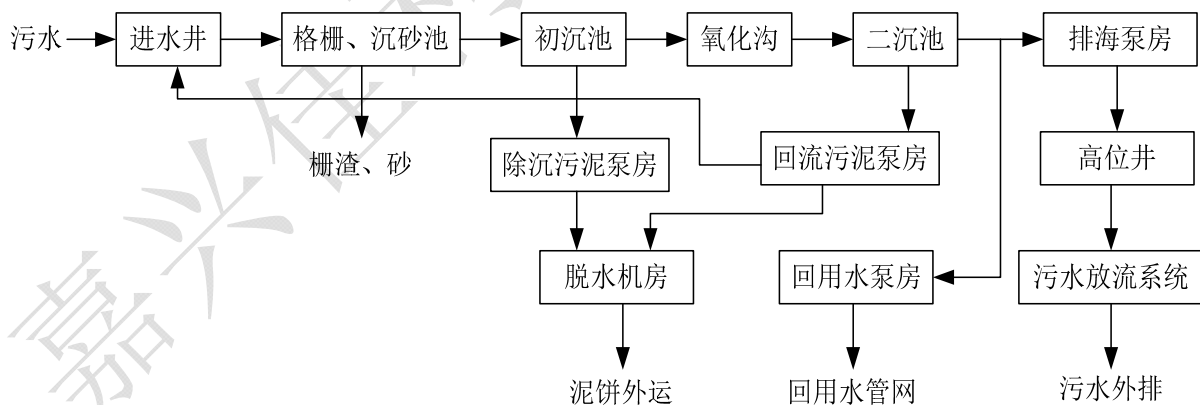 污水
进水井
格栅、沉砂池
初沉池
氧化沟
二沉池
排海泵房
栅渣、砂
除沉污泥泵房
回流污泥泵房
高位井
脱水机房
回用水泵房
污水放流系统
泥饼外运
回用水管网
污水外排
嘉兴佳